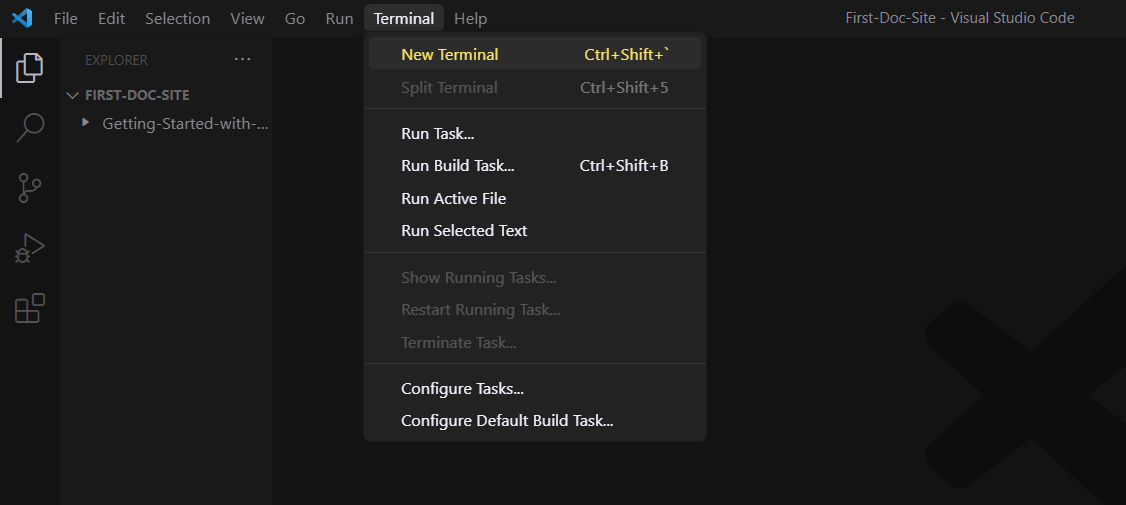 File Edit Selection View Go Run Terminal Help First-Doc-Site - Visual Studio Code
EXPLORER ...
FIRST-DOC-SITE
Getting-Started-with-...
New Terminal Ctrl+Shift+`
Split Terminal Ctrl+Shift+5
Run Task...
Run Build Task... Ctrl+Shift+B
Run Active File
Run Selected Text
Show Running Tasks...
Restart Running Task...
Terminate Task...
Configure Tasks...
Configure Default Build Task...